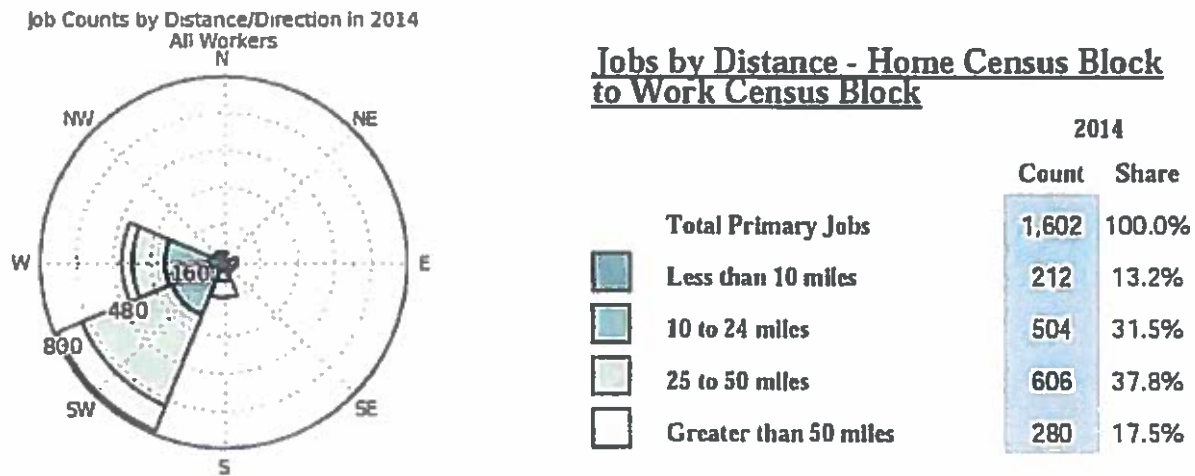 Job Counts by Distance/Direction in 2014
All Workers
N
NW
NE
W
160
E
480
800
SW
SE
S
Jobs by Distance - Home Census Block
to Work Census Block
2014
Count Share
Total Primary Jobs 1,602 100.0%
Less than 10 miles 212 13.2%
10 to 24 miles 504 31.5%
25 to 50 miles 606 37.8%
Greater than 50 miles 280 17.5%